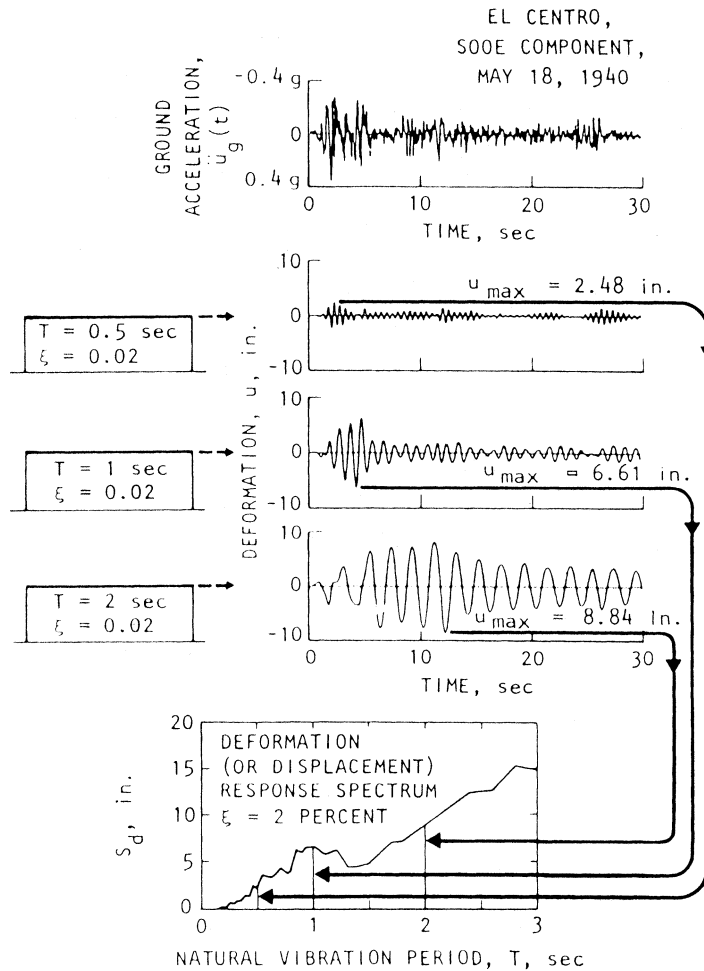 EL CENTRO,
SOOE COMPONENT,
MAY 18, 1940
GROUND
ACCELERATION,
ü_g(t)
-0.4g
0
0.4g
0 10 20 30
TIME, sec
T = 0.5 sec
ξ = 0.02
T = 1 sec
ξ = 0.02
T = 2 sec
ξ = 0.02
DEFORMATION, u, in.
10
0
-10
u_max = 2.48 in.
10
0
-10
u_max = 6.61 in.
10
0
-10
u_max = 8.84 in.
0 10 20 30
TIME, sec
S_d, in.
20
15
10
5
0
DEFORMATION
(OR DISPLACEMENT)
RESPONSE SPECTRUM
ξ = 2 PERCENT
0 1 2 3
NATURAL VIBRATION PERIOD, T, sec